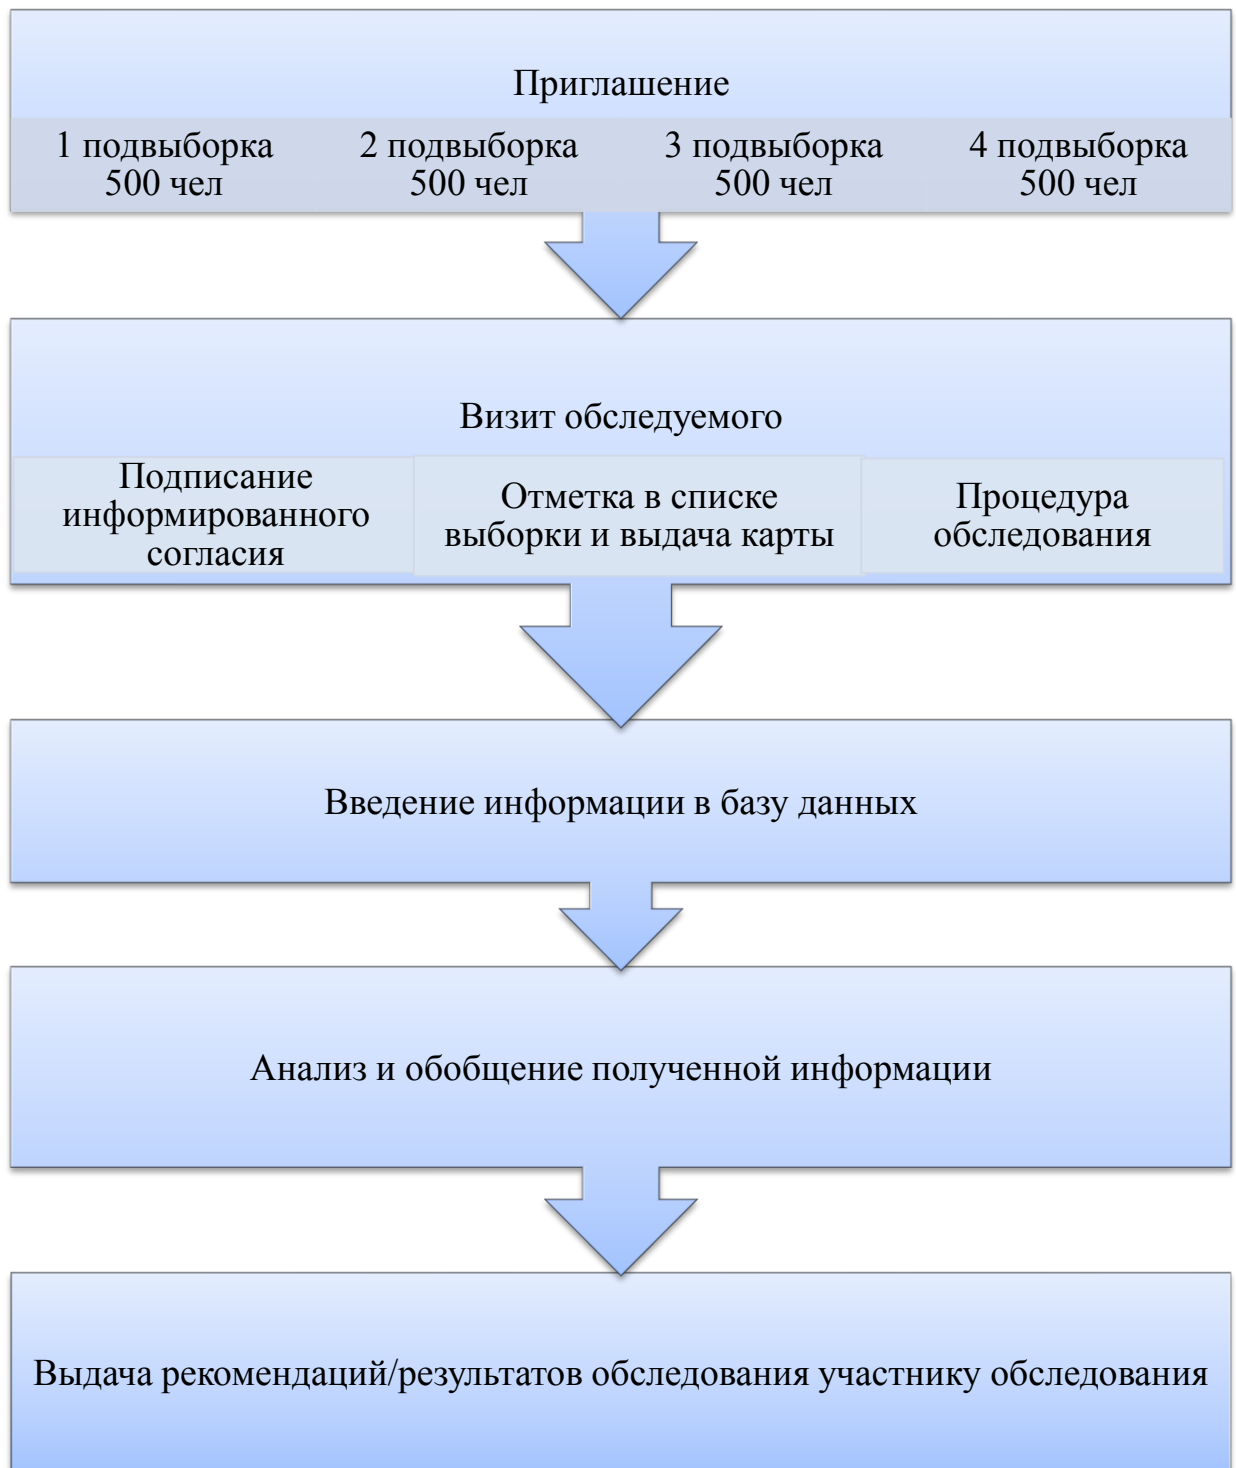 Приглашение
1 подвыборка
500 чел
2 подвыборка
500 чел
3 подвыборка
500 чел
4 подвыборка
500 чел
Визит обследуемого
Подписание
информированного
согласия
Отметка в списке
выборки и выдача карты
Процедура
обследования
Введение информации в базу данных
Анализ и обобщение полученной информации
Выдача рекомендаций/результатов обследования участнику обследования